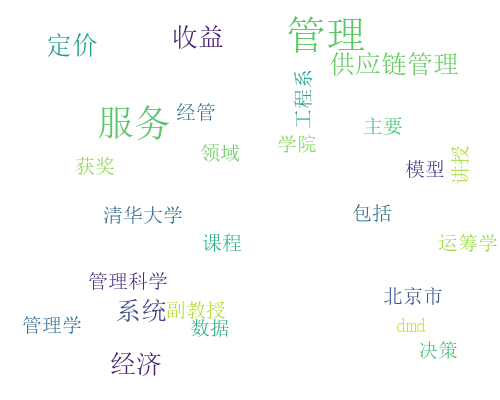 管理
收益
定价
供应链管理
工程系
服务
经管
主要
学院
领域
获奖
模型
讲授
清华大学
包括
课程
运筹学
管理科学
北京市
系统
副教授
管理学
数据
dmd
决策
经济